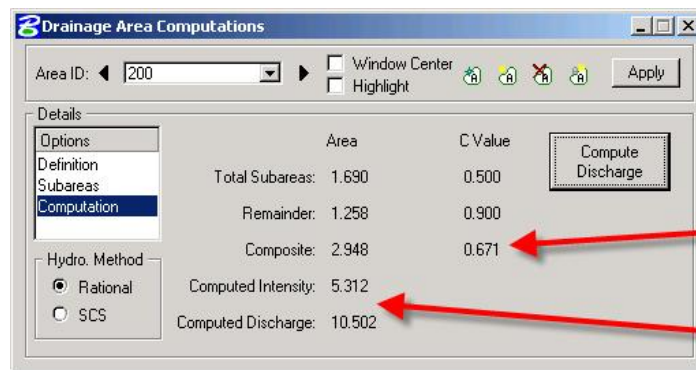 Drainage Area Computations
Area ID: 200 Window Center Apply
Highlight
Details
Options Area C Value Compute Discharge
Definition
Subareas Total Subareas: 1.690 0.500
Computation Remainder: 1.258 0.900
Composite: 2.948 0.671
Hydro. Method
Rational Computed Intensity: 5.312
SCS Computed Discharge: 10.502